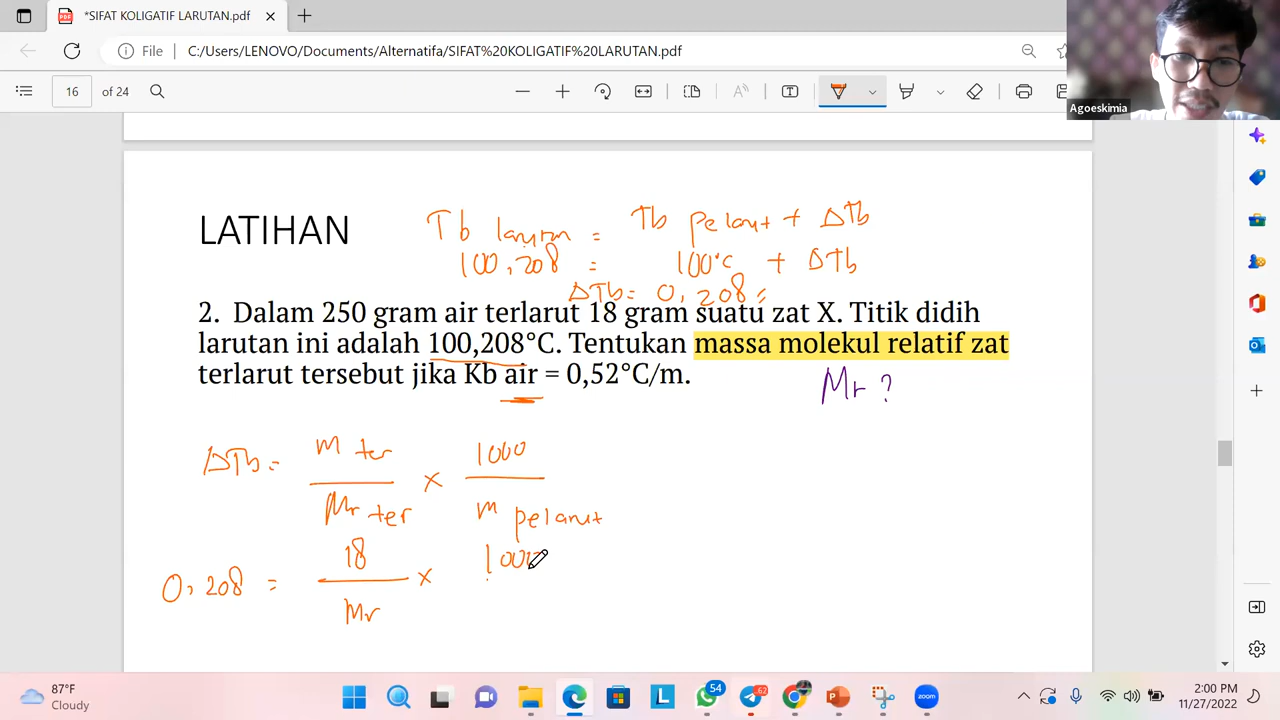 *SIFAT KOLIGATIF LARUTAN.pdf
File
C:/Users/LENOVO/Documents/Alternatifa/SIFAT%20KOLIGATIF%20LARUTAN.pdf
16 of 24
Agoeskimia
LATIHAN
Tb larutan = Tb pelarut + ΔTb
100,208 = 100°C + ΔTb
ΔTb = 0,208
2. Dalam 250 gram air terlarut 18 gram suatu zat X. Titik didih
larutan ini adalah 100,208°C. Tentukan massa molekul relatif zat
terlarut tersebut jika Kb air = 0,52°C/m.
Mr ?
ΔTb = m ter / Mr ter × 1000 / m pelarut
0,208 = 18 / Mr × 1000
87°F
Cloudy
54
62
2:00 PM
11/27/2022